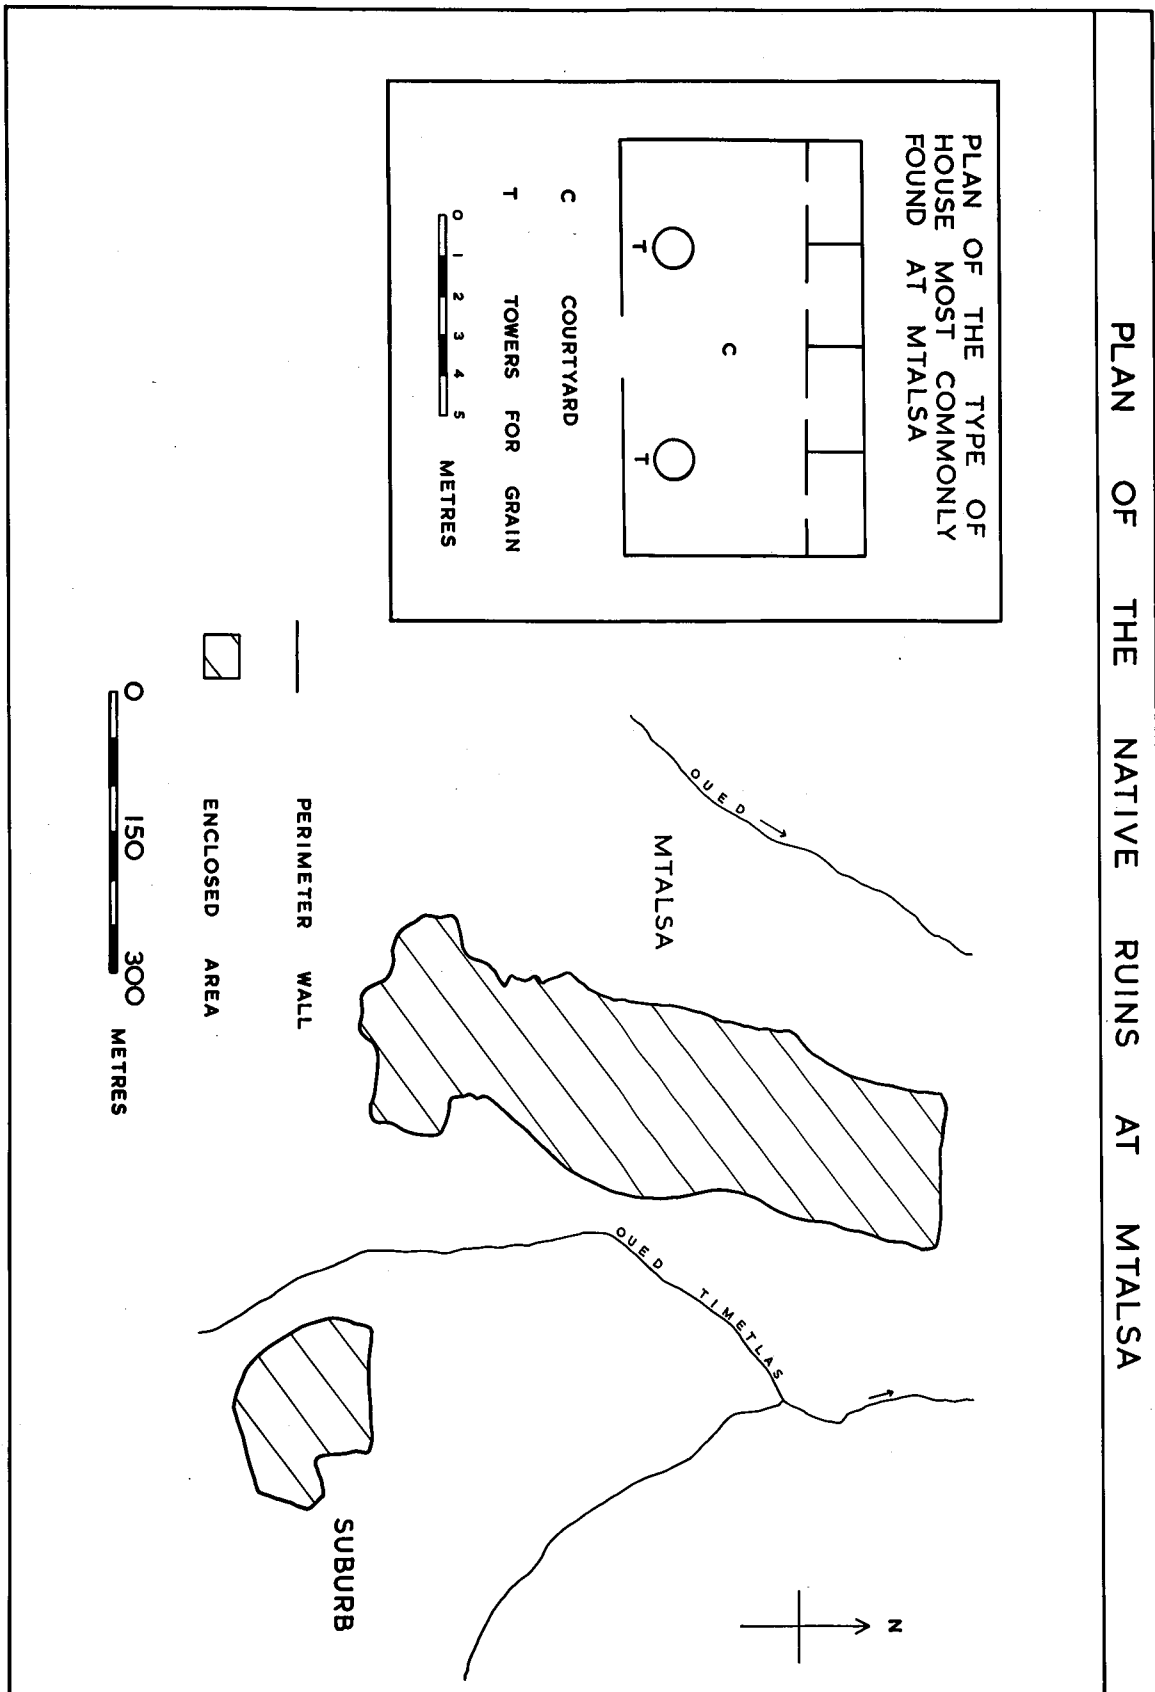 PLAN OF THE NATIVE RUINS AT MTALSA
PLAN OF THE TYPE OF
HOUSE MOST COMMONLY
FOUND AT MTALSA
C
T
T
C COURTYARD
T TOWERS FOR GRAIN
0 1 2 3 4 5 METRES
OUED
MTALSA
OUED TIMETLAS
N
SUBURB
PERIMETER WALL
ENCLOSED AREA
0 150 300 METRES